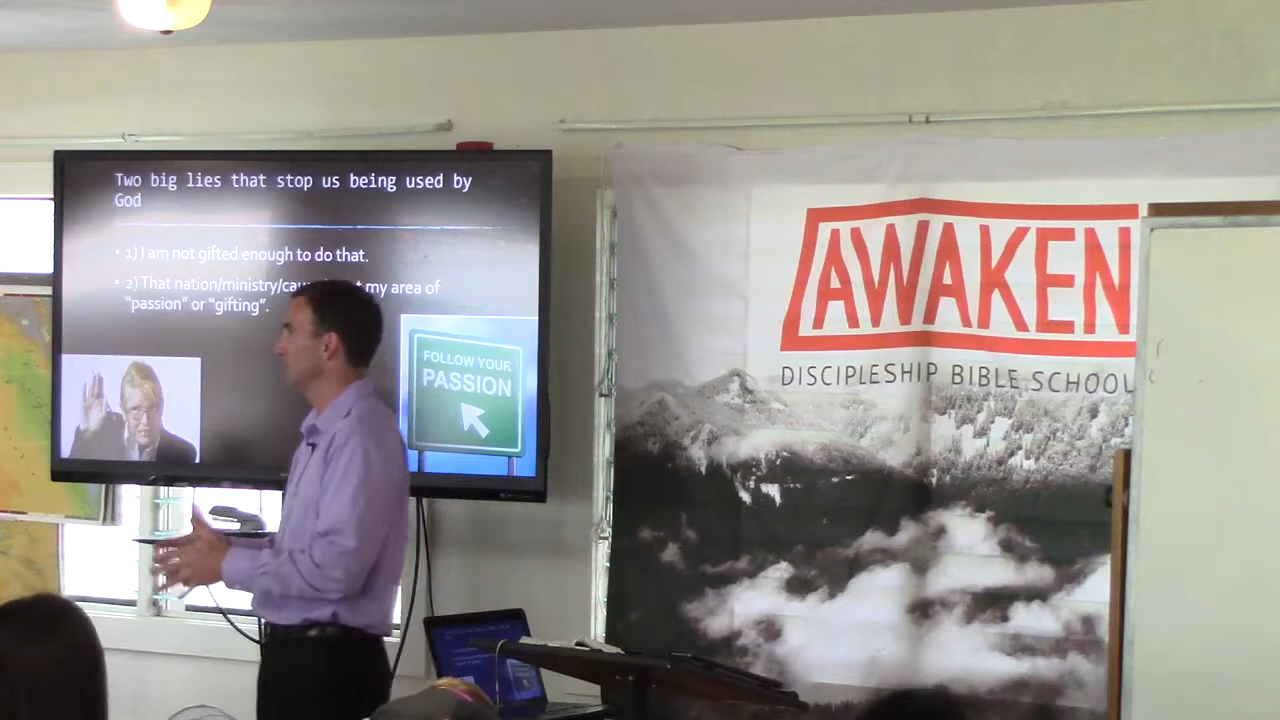 Two big lies that stop us being used by
God
• 1) I am not gifted enough to do that.
• 2) That nation/ministry/ my area of
"passion" or "gifting".
FOLLOW YOUR
PASSION
AWAKEN
DISCIPLESHIP BIBLE SCHOOL